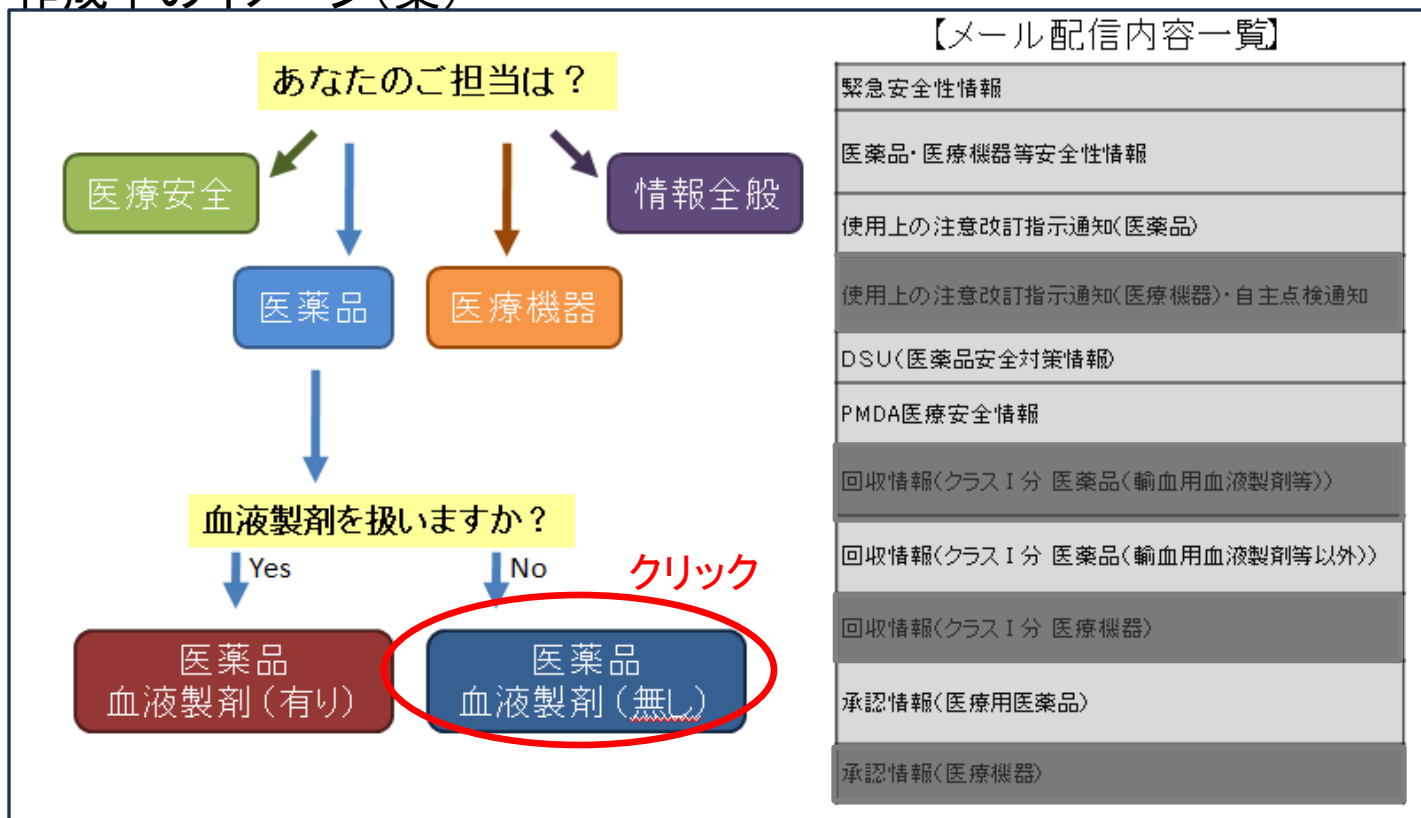 作成中のイメージ(案)
あなたのご担当は？
医療安全
情報全般
医薬品
医療機器
血液製剤を扱いますか？
Yes
No
クリック
医薬品
血液製剤（有り）
医薬品
血液製剤（無し）
【メール配信内容一覧】
緊急安全性情報
医薬品・医療機器等安全性情報
使用上の注意改訂指示通知(医薬品)
使用上の注意改訂指示通知(医療機器)・自主点検通知
DSU(医薬品安全対策情報)
PMDA医療安全情報
回収情報(クラスⅠ分 医薬品(輸血用血液製剤等))
回収情報(クラスⅠ分 医薬品(輸血用血液製剤等以外))
回収情報(クラスⅠ分 医療機器)
承認情報(医療用医薬品)
承認情報(医療機器)